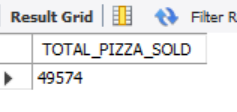 Result Grid Filter R
TOTAL_PIZZA_SOLD
49574